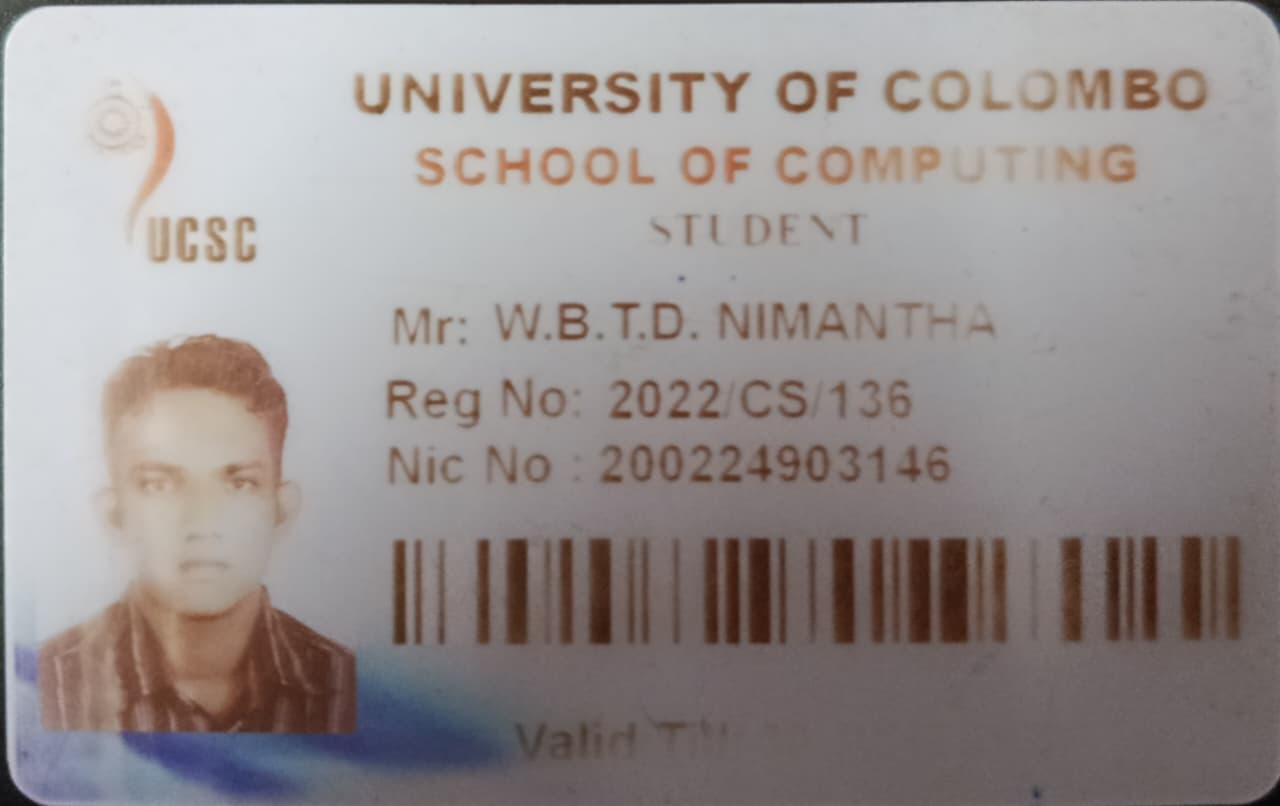 UNIVERSITY OF COLOMBO
SCHOOL OF COMPUTING
UCSC
STUDENT
Mr: W.B.T.D. NIMANTHA
Reg No: 2022/CS/136
Nic No : 200224903146
Valid Till: